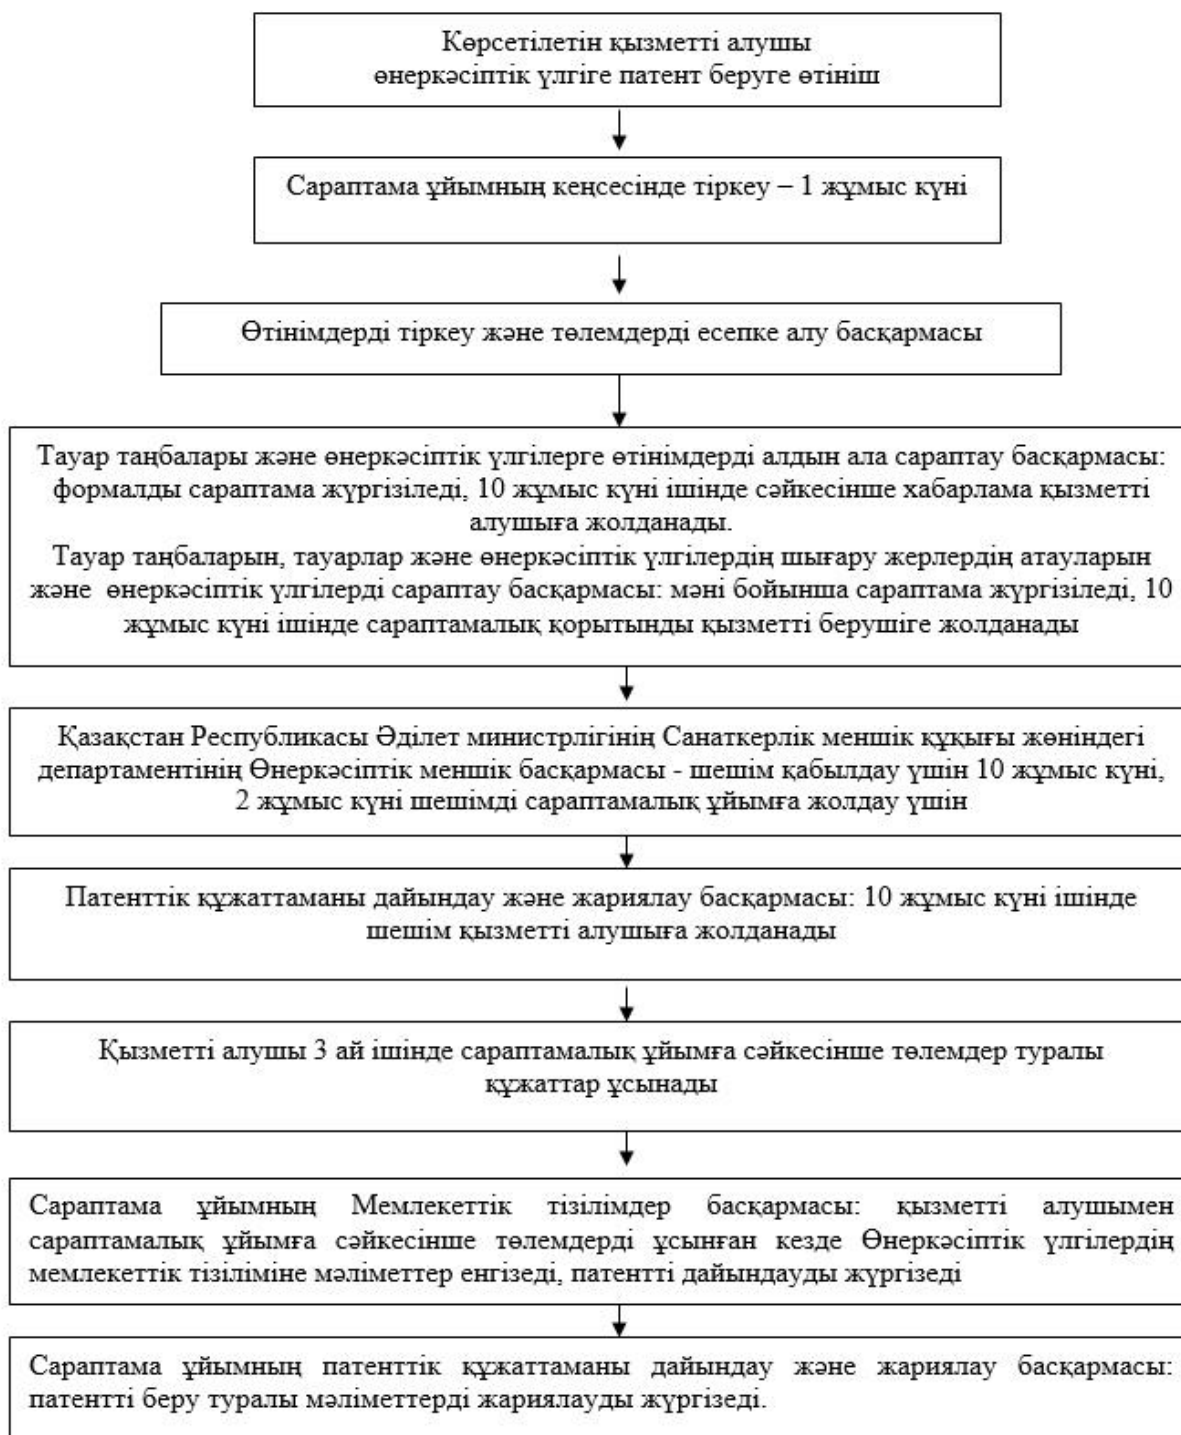 Көрсетілетін қызметті алушы
өнеркәсіптік үлгіге патент беруге өтініш
Сараптама ұйымның кеңсесінде тіркеу – 1 жұмыс күні
Өтінімдерді тіркеу және төлемдерді есепке алу басқармасы
Тауар таңбалары және өнеркәсіптік үлгілерге өтінімдерді алдын ала сараптау басқармасы:
формалды сараптама жүргізіледі, 10 жұмыс күні ішінде сәйкесінше хабарлама қызметті
алушыға жолданады.
Тауар таңбаларын, тауарлар және өнеркәсіптік үлгілердің шығару жерлердің атауларын
және өнеркәсіптік үлгілерді сараптау басқармасы: мәні бойынша сараптама жүргізіледі, 10
жұмыс күні ішінде сараптамалық қорытынды қызметті берушіге жолданады
Қазақстан Республикасы Әділет министрлігінің Санаткерлік меншік құқығы жөніндегі
департаментінің Өнеркәсіптік меншік басқармасы - шешім қабылдау үшін 10 жұмыс күні,
2 жұмыс күні шешімді сараптамалық ұйымға жолдау үшін
Патенттік құжаттаманы дайындау және жариялау басқармасы: 10 жұмыс күні ішінде
шешім қызметті алушыға жолданады
Қызметті алушы 3 ай ішінде сараптамалық ұйымға сәйкесінше төлемдер туралы
құжаттар ұсынады
Сараптама ұйымның Мемлекеттік тізілімдер басқармасы: қызметті алушымен
сараптамалық ұйымға сәйкесінше төлемдерді ұсынған кезде Өнеркәсіптік үлгілердің
мемлекеттік тізіліміне мәліметтер енгізеді, патентті дайындауды жүргізеді
Сараптама ұйымның патенттік құжаттаманы дайындау және жариялау басқармасы:
патентті беру туралы мәліметтерді жариялауды жүргізеді.